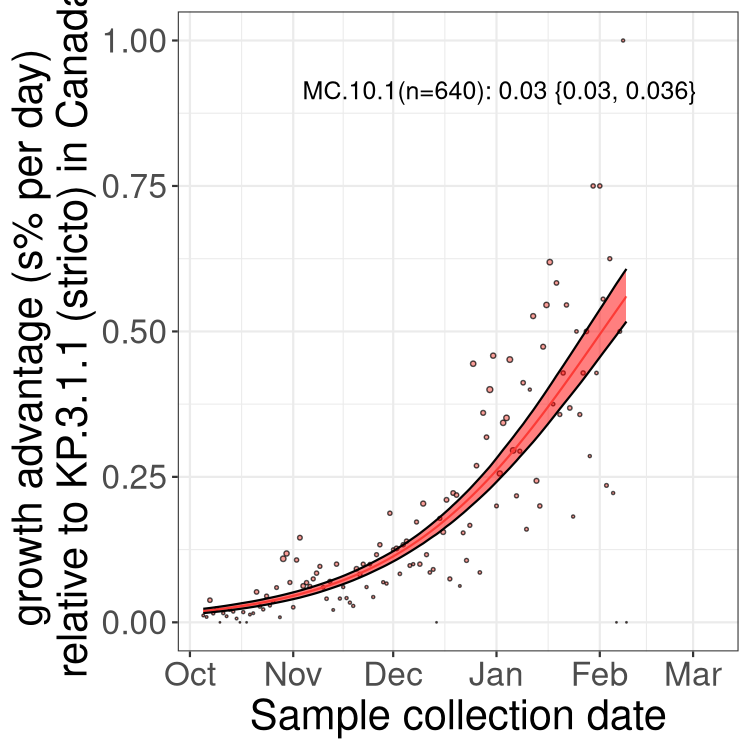 growth advantage (s% per day)
relative to KP.3.1.1 (stricto) in Canada
1.00
0.75
0.50
0.25
0.00
MC.10.1(n=640): 0.03 {0.03, 0.036}
Oct Nov Dec Jan Feb Mar
Sample collection date